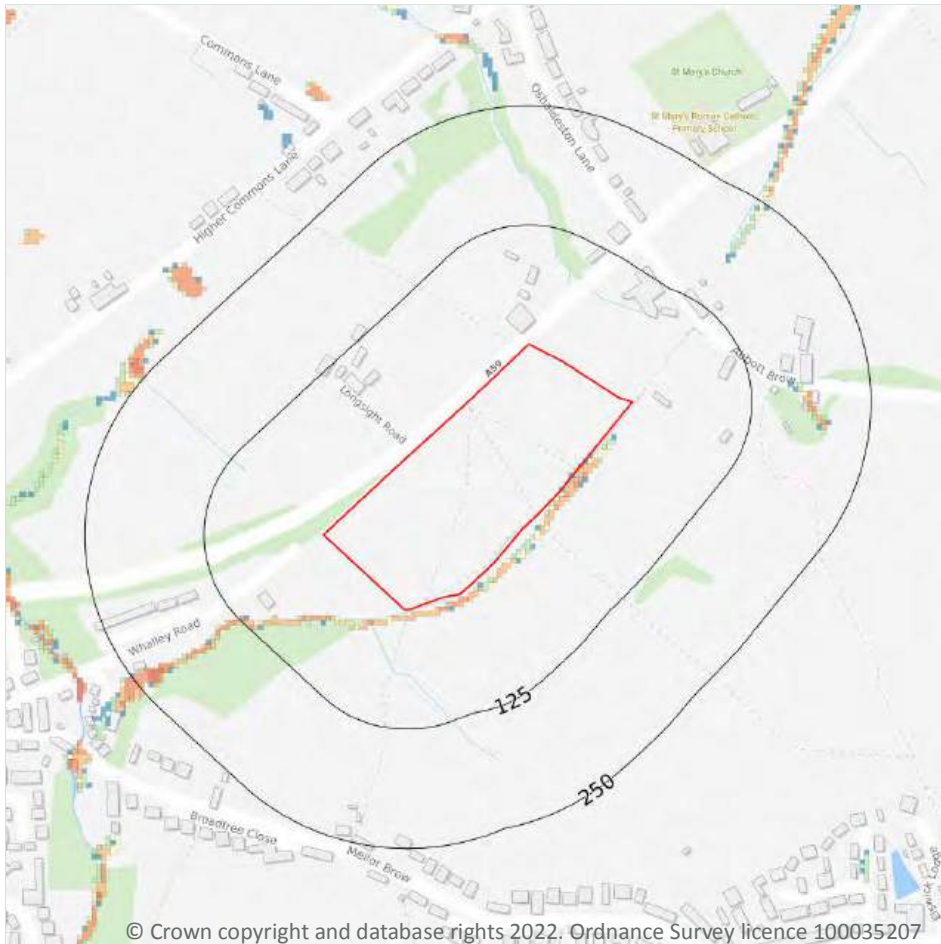 Commons Lane
St Mary's Church
Osbaldeston Lane
St Mary's Roman Catholic
Primary School
Higher Commons Lane
A59
Abbott Brow
Longsight Road
Whalley Road
125
250
Broadtree Close
Mellor Brow
Elswick Lodge
© Crown copyright and database rights 2022. Ordnance Survey licence 100035207